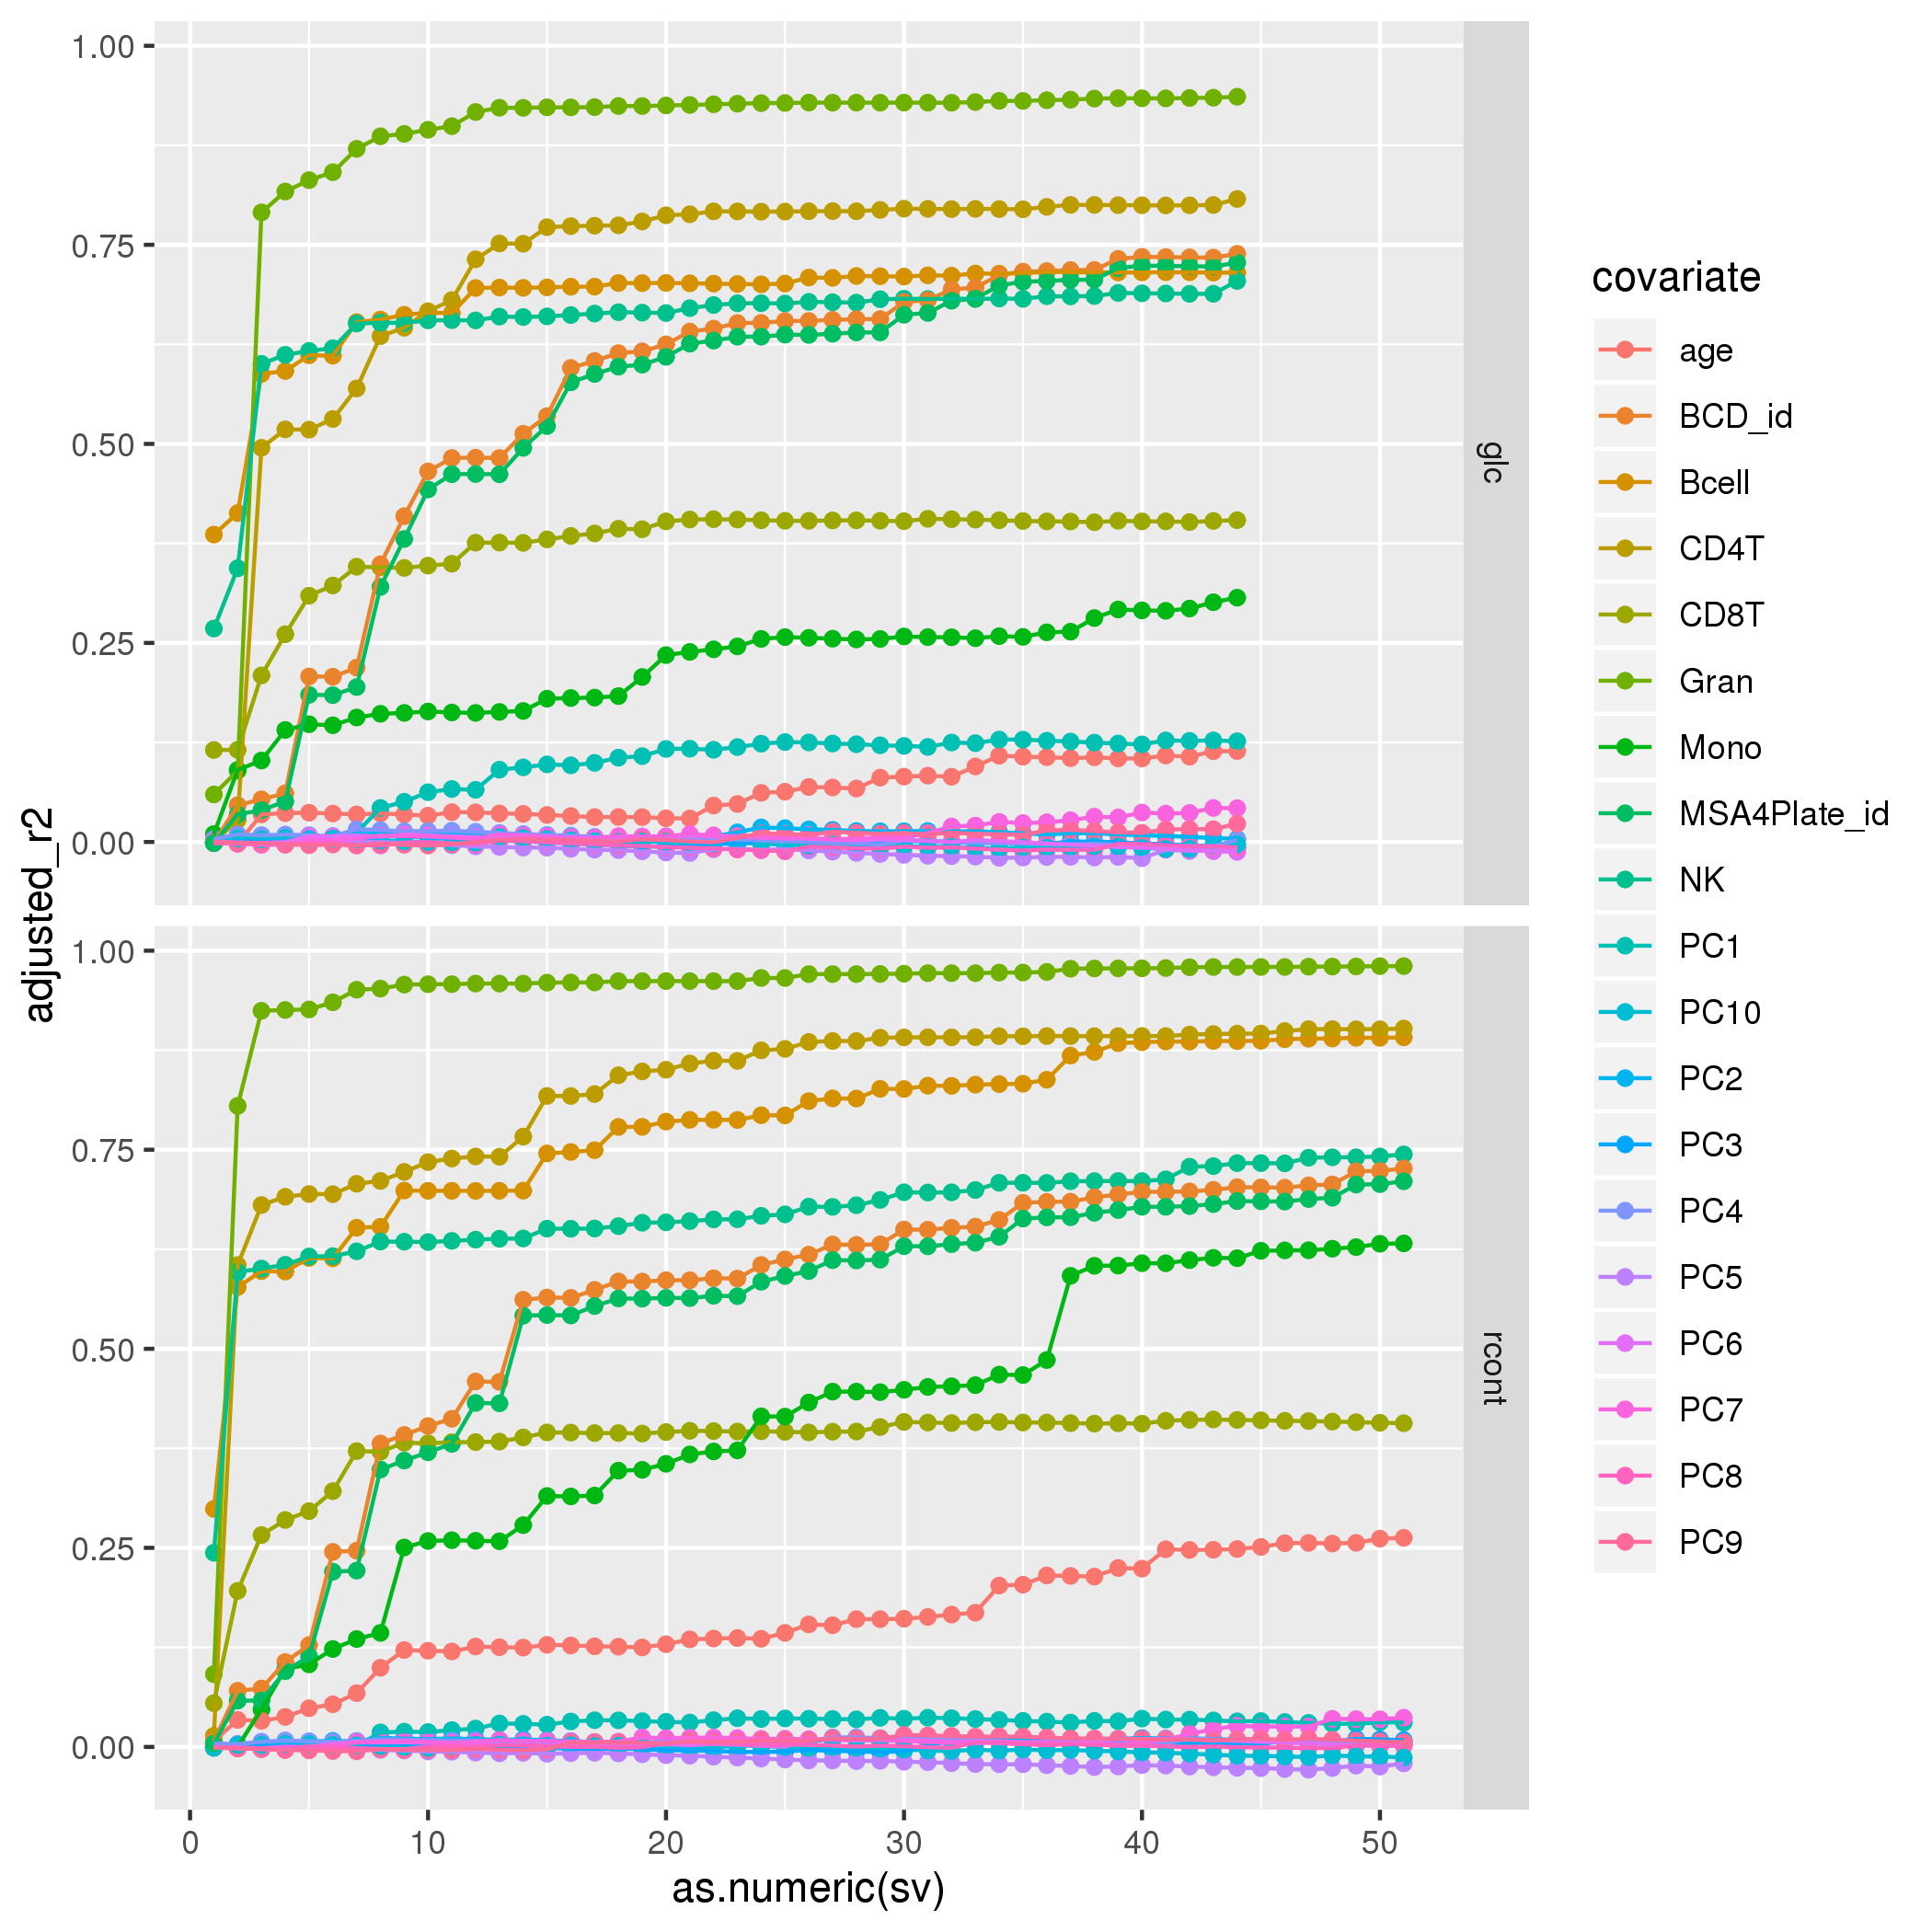 1.00
0.75
0.50
0.25
0.00
glc
1.00
0.75
0.50
0.25
0.00
rcont
adjusted_r2
0 10 20 30 40 50
as.numeric(sv)
covariate
age
BCD_id
Bcell
CD4T
CD8T
Gran
Mono
MSA4Plate_id
NK
PC1
PC10
PC2
PC3
PC4
PC5
PC6
PC7
PC8
PC9